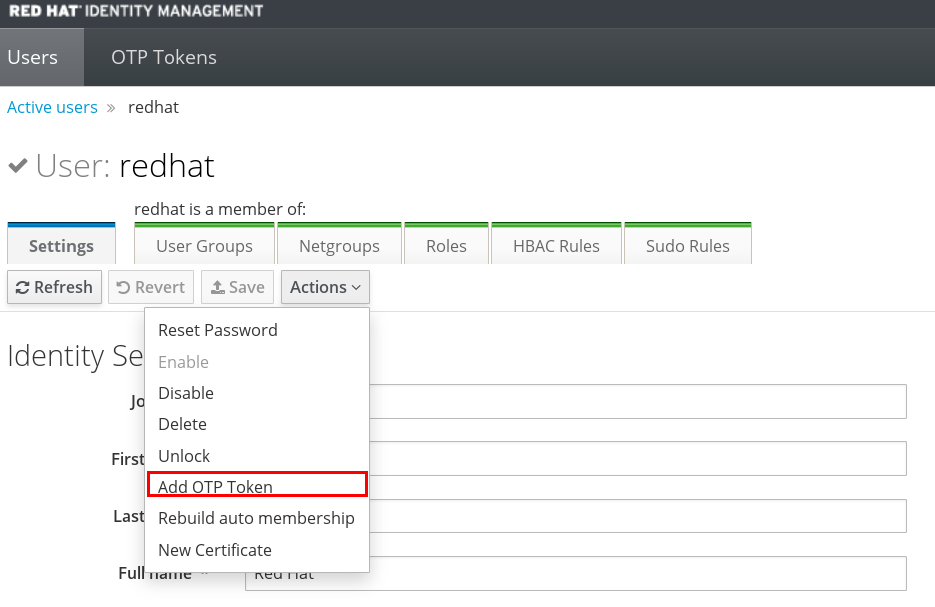 RED HAT IDENTITY MANAGEMENT
Users OTP Tokens
Active users » redhat
User: redhat
redhat is a member of:
Settings User Groups Netgroups Roles HBAC Rules Sudo Rules
Refresh Revert Save Actions
Reset Password
Identity Se
Enable
Disable
Jo
Delete
Unlock
First
Add OTP Token
Last
Rebuild auto membership
New Certificate
Full name *
Red Hat